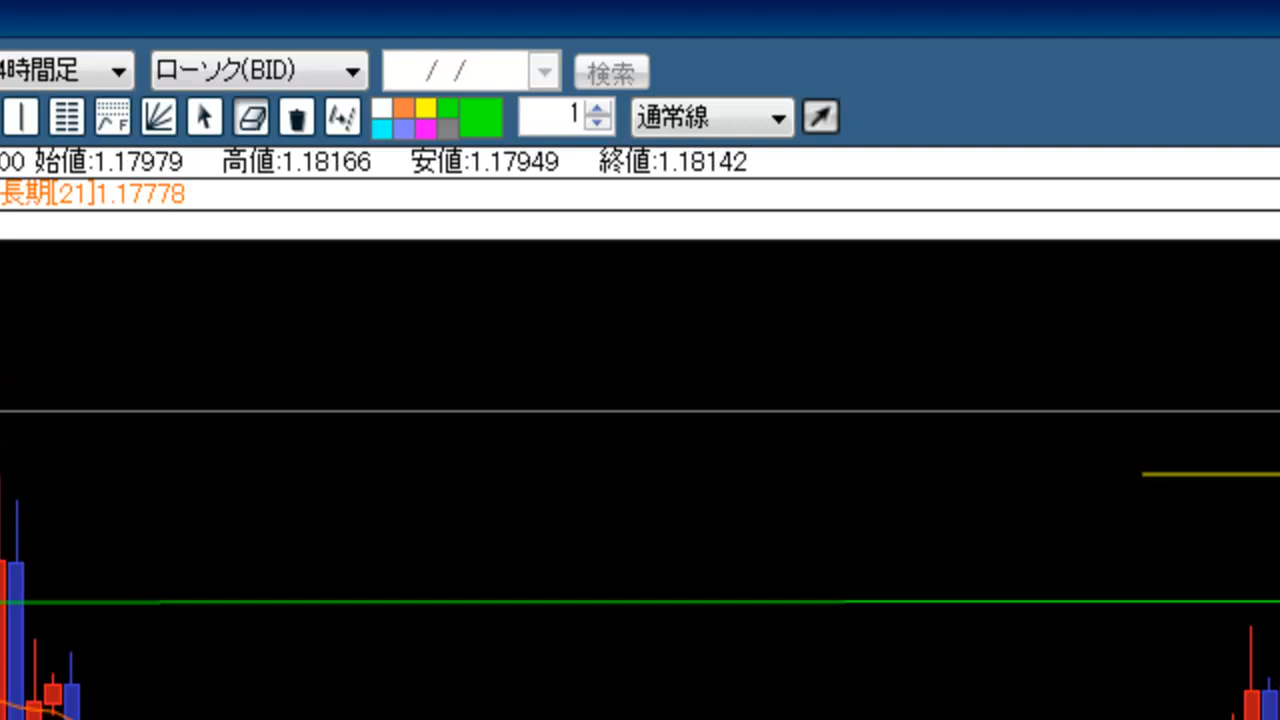 4時間足 ローソク(BID) / / 検索
F 1 通常線
00 始値:1.17979 高値:1.18166 安値:1.17949 終値:1.18142
長期[21]1.17778